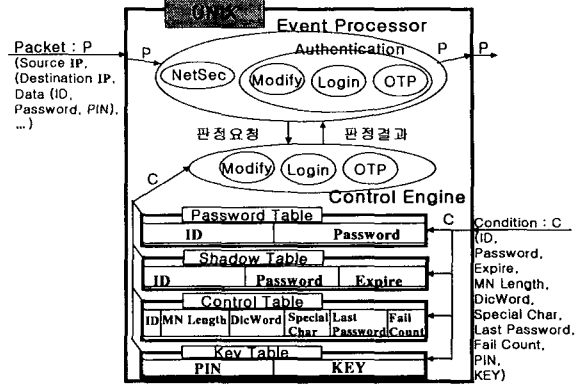 UNIX
Event Processor
Packet : P
(Source IP,
(Destination IP,
Data (ID,
Password, PIN),
...)
P
P
P
Authentication
NetSec
Modify
Login
OTP
판정요청
판정결과
C
Modify
Login
OTP
Control Engine
Password Table
ID
Password
Shadow Table
ID
Password
Expire
Control Table
ID
MN Length
DicWord
Special
Char
Last
Password
Fail
Count
Key Table
PIN
KEY
C
Condition : C
(ID,
Password,
Expire,
MN Length,
DicWord,
Special Char,
Last Password,
Fail Count,
PIN,
KEY)